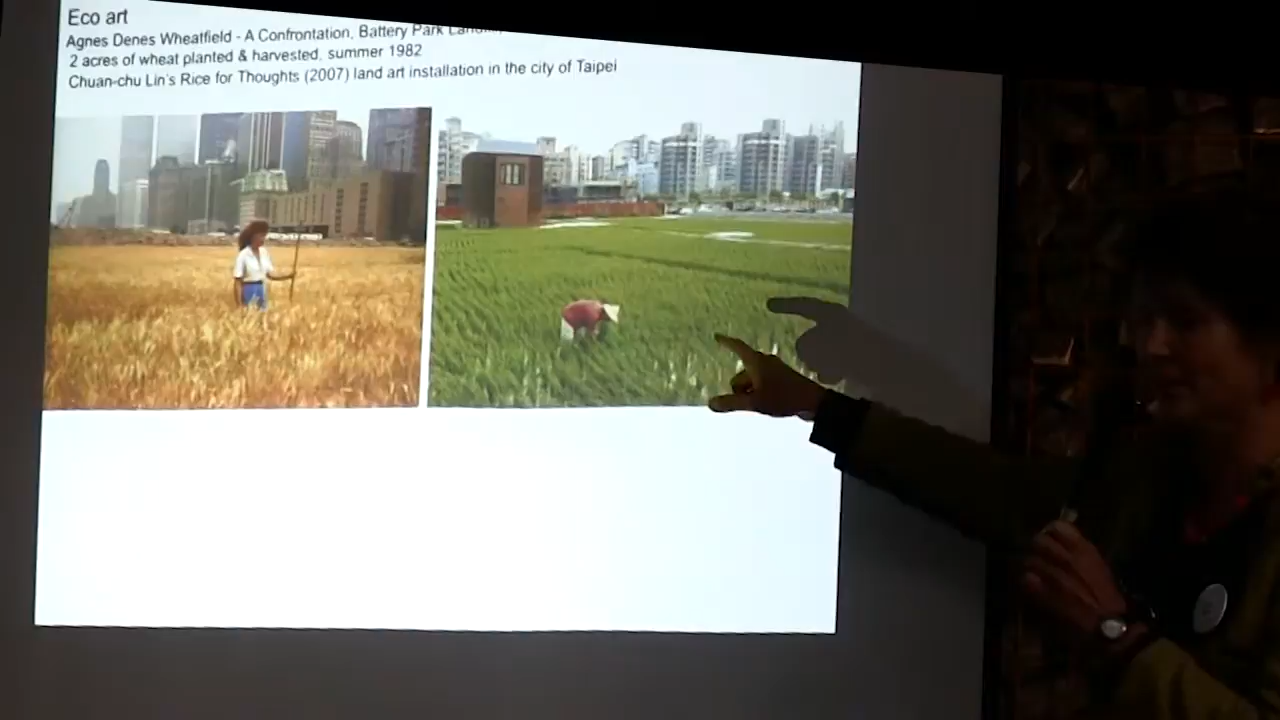 Eco art
Agnes Denes Wheatfield - A Confrontation, Battery Park
2 acres of wheat planted & harvested, summer 1982
Chuan-chu Lin's Rice for Thoughts (2007) land art installation in the city of Taipei